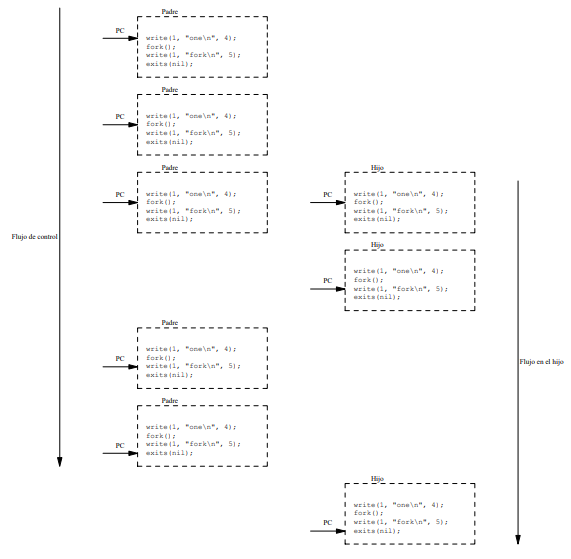 Padre
PC
write(1, "one\n", 4);
fork();
write(1, "fork\n", 5);
exits(nil);
Padre
PC
write(1, "one\n", 4);
fork();
write(1, "fork\n", 5);
exits(nil);
Padre
PC
write(1, "one\n", 4);
fork();
write(1, "fork\n", 5);
exits(nil);
Hijo
PC
write(1, "one\n", 4);
fork();
write(1, "fork\n", 5);
exits(nil);
Flujo de control
Hijo
PC
write(1, "one\n", 4);
fork();
write(1, "fork\n", 5);
exits(nil);
Padre
PC
write(1, "one\n", 4);
fork();
write(1, "fork\n", 5);
exits(nil);
Flujo en el hijo
Padre
PC
write(1, "one\n", 4);
fork();
write(1, "fork\n", 5);
exits(nil);
Hijo
PC
write(1, "one\n", 4);
fork();
write(1, "fork\n", 5);
exits(nil);